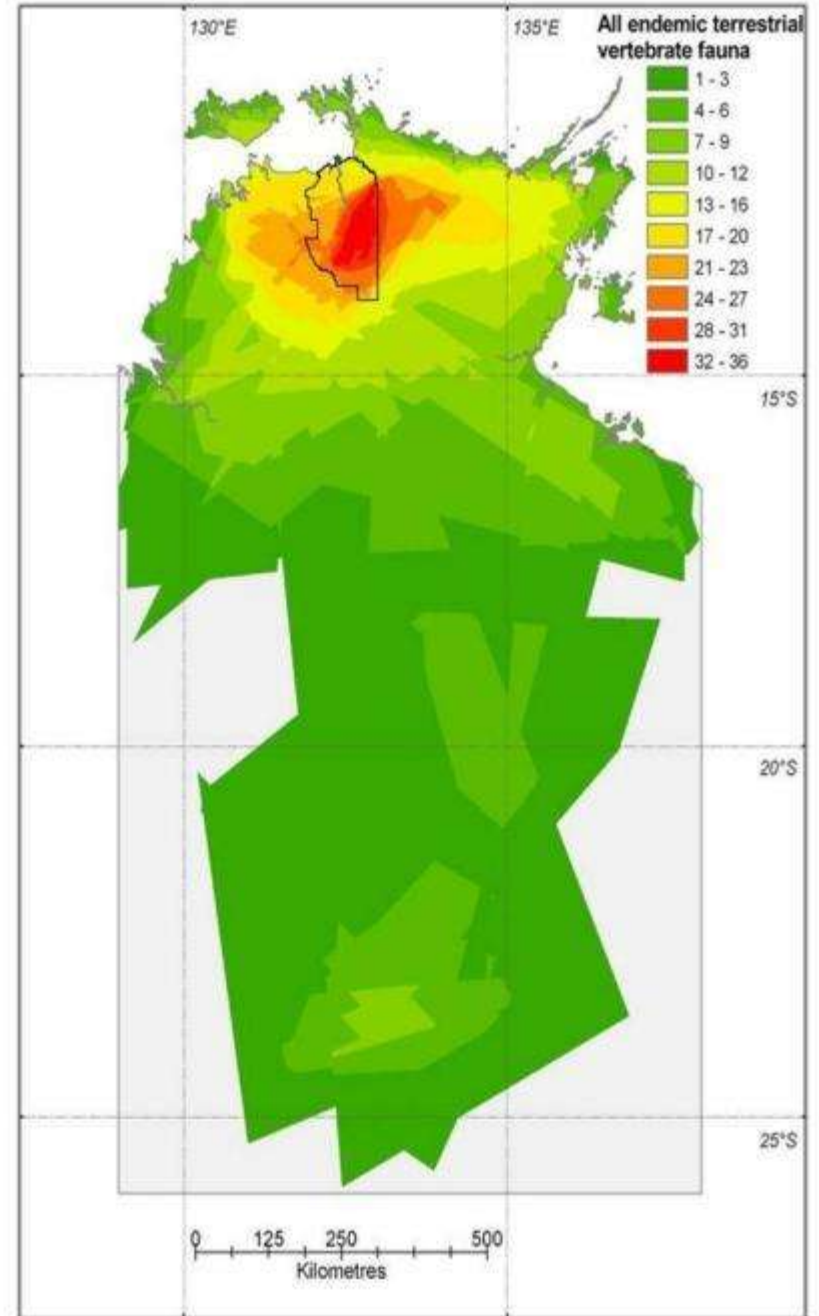 130°E
135°E
All endemic terrestrial
vertebrate fauna
1 - 3
4 - 6
7 - 9
10 - 12
13 - 16
17 - 20
21 - 23
24 - 27
28 - 31
32 - 36
15°S
20°S
25°S
0 125 250 500
Kilometres